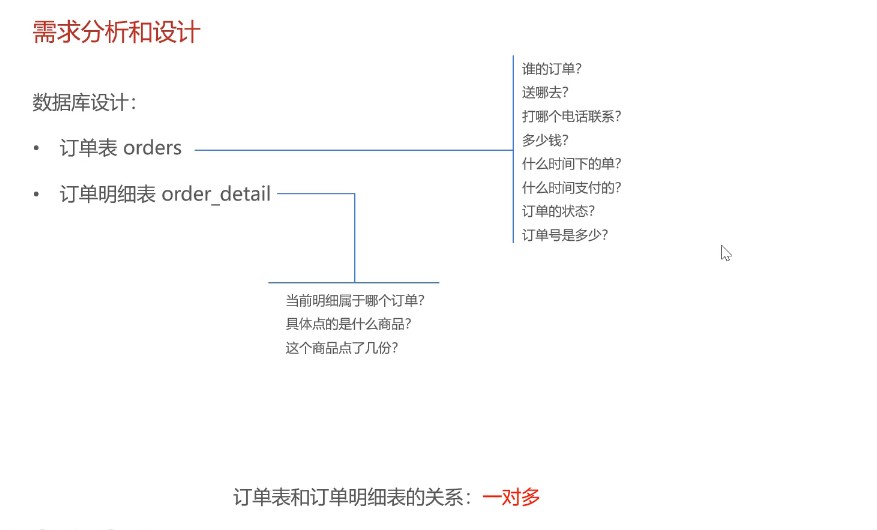 需求分析和设计
数据库设计：
• 订单表 orders
• 订单明细表 order_detail
谁的订单？
送哪去？
打哪个电话联系？
多少钱？
什么时间下的单？
什么时间支付的？
订单的状态？
订单号是多少？
当前明细属于哪个订单？
具体点的是什么商品？
这个商品点了几份？
订单表和订单明细表的关系：一对多